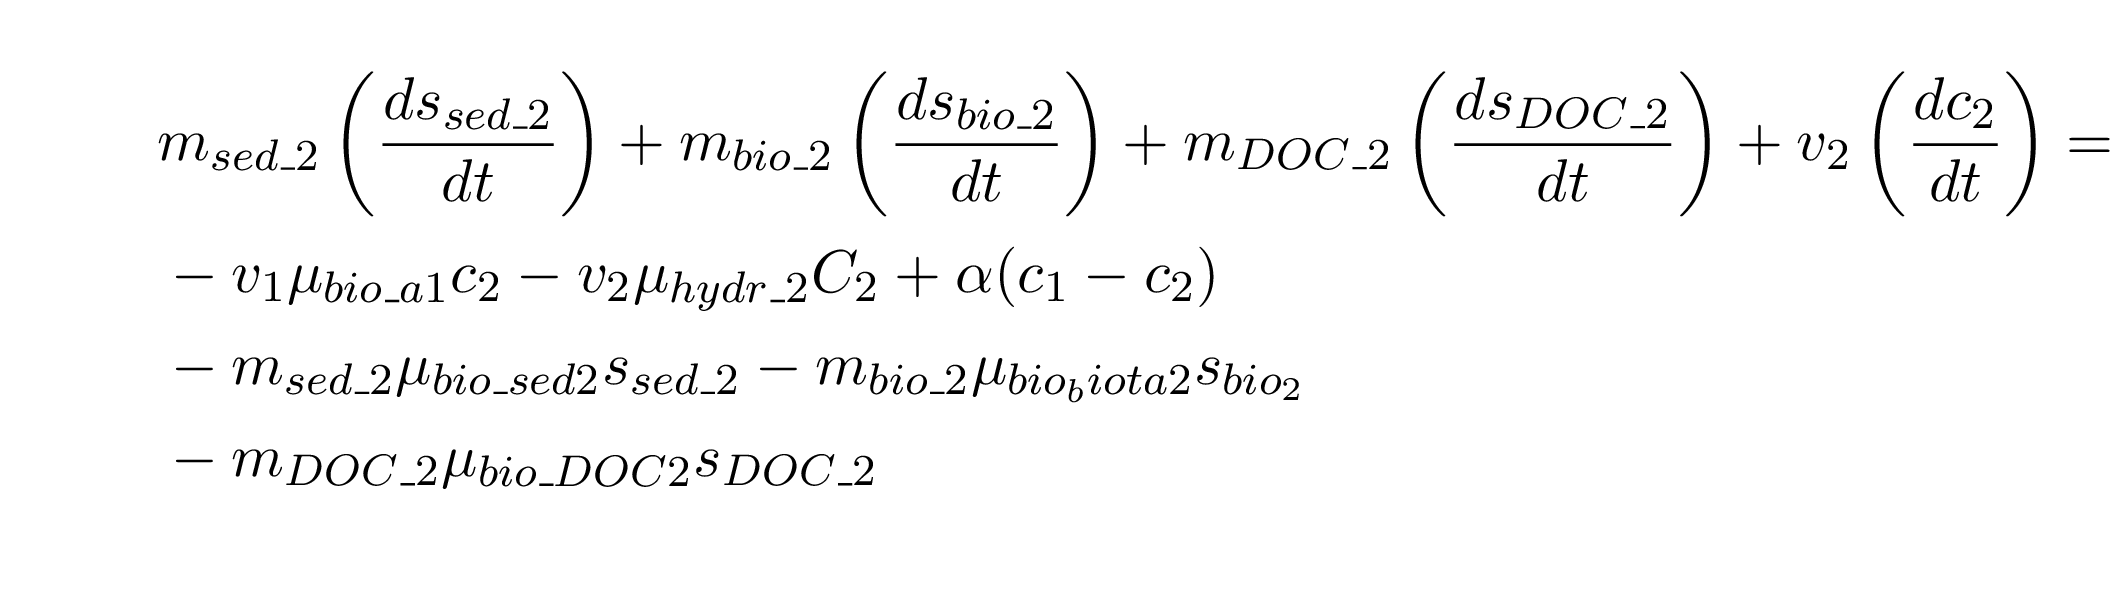 m_{sed\_2} \left( \frac{ds_{sed\_2}}{dt} \right) + m_{bio\_2} \left( \frac{ds_{bio\_2}}{dt} \right) + m_{DOC\_2} \left( \frac{ds_{DOC\_2}}{dt} \right) + v_2 \left( \frac{dc_2}{dt} \right) =
- v_1 \mu_{bio\_a1} c_2 - v_2 \mu_{hydr\_2} C_2 + \alpha (c_1 - c_2)
- m_{sed\_2} \mu_{bio\_sed2} s_{sed\_2} - m_{bio\_2} \mu_{bio_biota2} s_{bio_2}
- m_{DOC\_2} \mu_{bio\_DOC2} s_{DOC\_2}